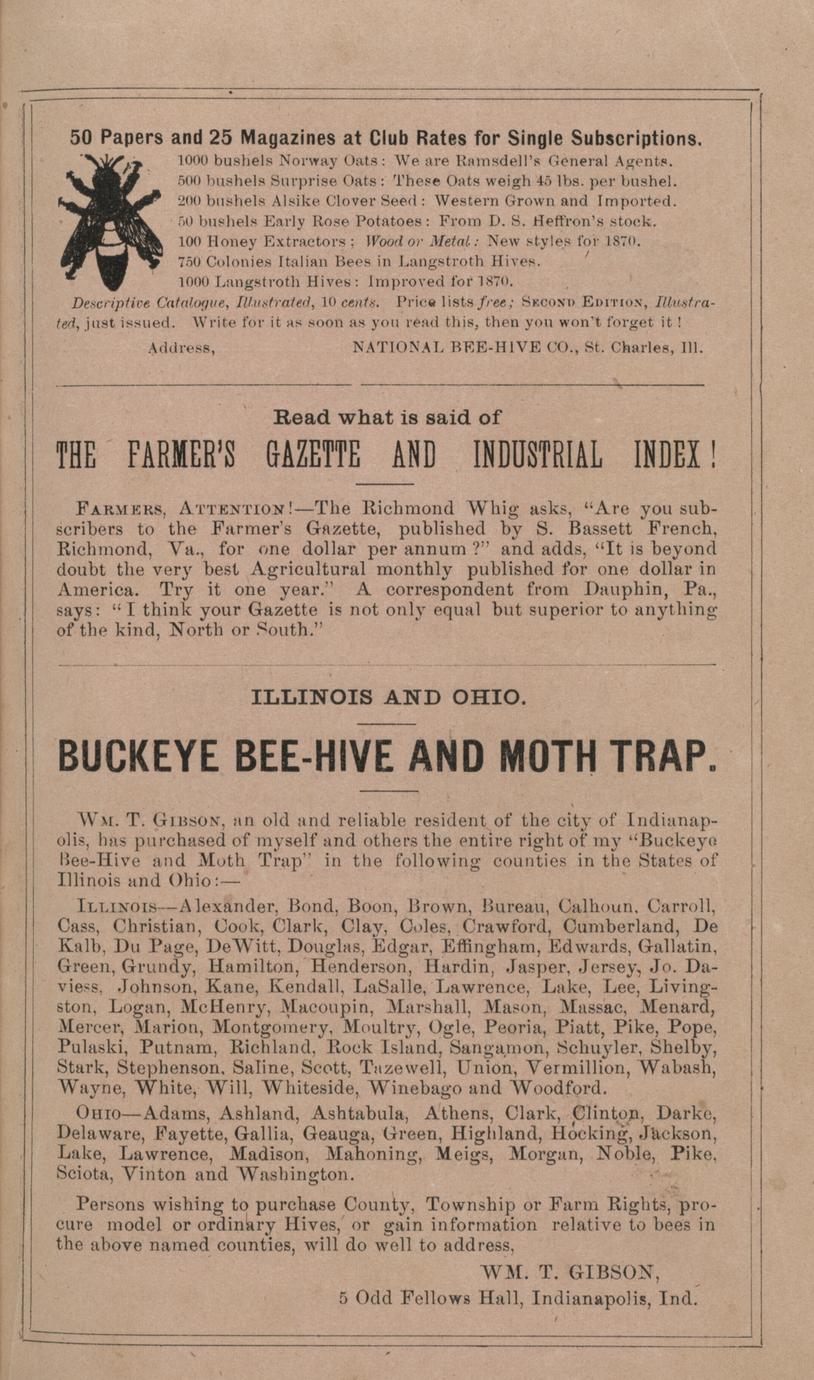 50 Papers and 25 Magazines at Club Rates for Single Subscriptions.
1000 bushels Norway Oats: We are Ramsdell's General Agents.
500 bushels Surprise Oats: These Oats weigh 45 lbs. per bushel.
200 bushels Alsike Clover Seed: Western Grown and Imported.
50 bushels Early Rose Potatoes: From D. S. Heffron's stock.
100 Honey Extractors; Wood or Metal: New styles for 1870.
750 Colonies Italian Bees in Langstroth Hives.
1000 Langstroth Hives: Improved for 1870.
Descriptive Catalogue, Illustrated, 10 cents. Price lists free; SECOND EDITION, Illustra-
ted, just issued. Write for it as soon as you read this, then you won't forget it!
Address, NATIONAL BEE-HIVE CO., St. Charles, Ill.
Read what is said of
THE FARMER'S GAZETTE AND INDUSTRIAL INDEX!
FARMERS, ATTENTION!—The Richmond Whig asks, "Are you sub-
scribers to the Farmer's Gazette, published by S. Bassett French,
Richmond, Va., for one dollar per annum?" and adds, "It is beyond
doubt the very best Agricultural monthly published for one dollar in
America. Try it one year." A correspondent from Dauphin, Pa.,
says: "I think your Gazette is not only equal but superior to anything
of the kind, North or South."
ILLINOIS AND OHIO.
BUCKEYE BEE-HIVE AND MOTH TRAP.
WM. T. GIBSON, an old and reliable resident of the city of Indianap-
olis, has purchased of myself and others the entire right of my "Buckeye
Bee-Hive and Moth Trap" in the following counties in the States of
Illinois and Ohio:—
ILLINOIS—Alexander, Bond, Boon, Brown, Bureau, Calhoun, Carroll,
Cass, Christian, Cook, Clark, Clay, Coles, Crawford, Cumberland, De
Kalb, Du Page, DeWitt, Douglas, Edgar, Effingham, Edwards, Gallatin,
Green, Grundy, Hamilton, Henderson, Hardin, Jasper, Jersey, Jo. Da-
viess, Johnson, Kane, Kendall, LaSalle, Lawrence, Lake, Lee, Living-
ston, Logan, McHenry, Macoupin, Marshall, Mason, Massac, Menard,
Mercer, Marion, Montgomery, Moultry, Ogle, Peoria, Piatt, Pike, Pope,
Pulaski, Putnam, Richland, Rock Island, Sangamon, Schuyler, Shelby,
Stark, Stephenson, Saline, Scott, Tazewell, Union, Vermillion, Wabash,
Wayne, White, Will, Whiteside, Winebago and Woodford.
OHIO—Adams, Ashland, Ashtabula, Athens, Clark, Clinton, Darke,
Delaware, Fayette, Gallia, Geauga, Green, Highland, Hocking, Jackson,
Lake, Lawrence, Madison, Mahoning, Meigs, Morgan, Noble, Pike,
Sciota, Vinton and Washington.
Persons wishing to purchase County, Township or Farm Rights, pro-
cure model or ordinary Hives, or gain information relative to bees in
the above named counties, will do well to address,
WM. T. GIBSON,
5 Odd Fellows Hall, Indianapolis, Ind.